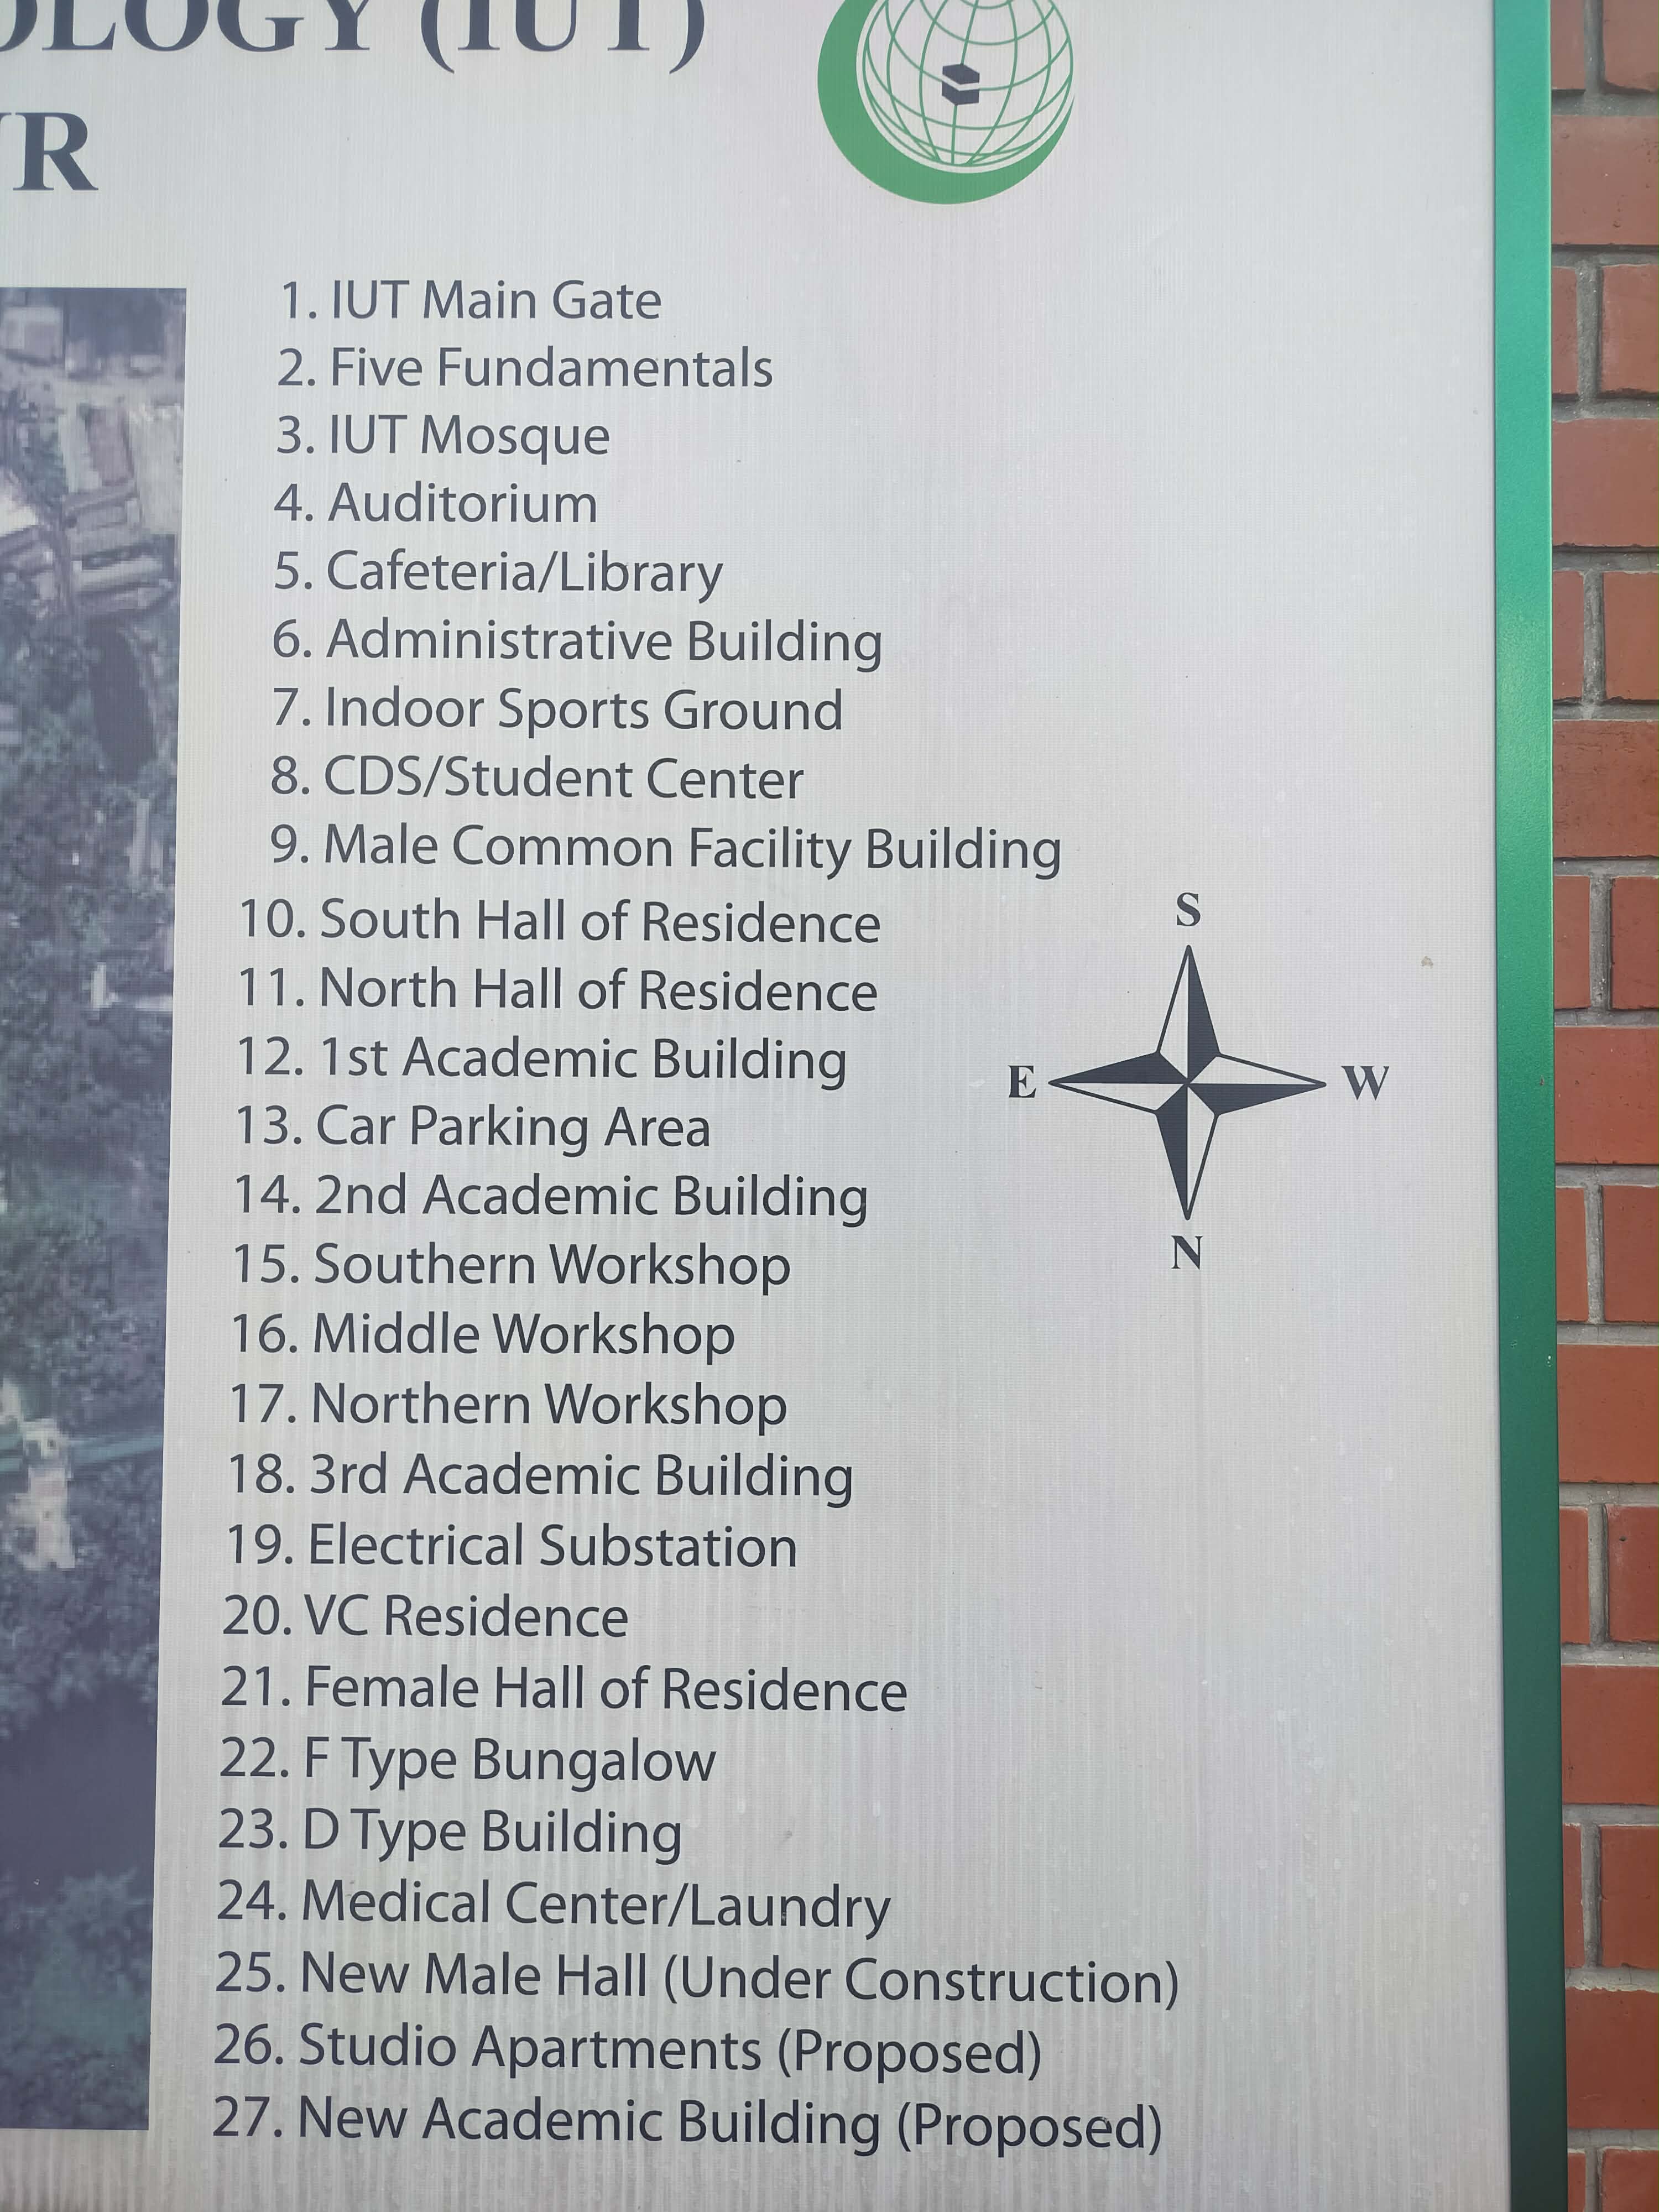 OLOGY (IUT)
R
1. IUT Main Gate
2. Five Fundamentals
3. IUT Mosque
4. Auditorium
5. Cafeteria/Library
6. Administrative Building
7. Indoor Sports Ground
8. CDS/Student Center
9. Male Common Facility Building
10. South Hall of Residence
11. North Hall of Residence
12. 1st Academic Building
13. Car Parking Area
14. 2nd Academic Building
15. Southern Workshop
16. Middle Workshop
17. Northern Workshop
18. 3rd Academic Building
19. Electrical Substation
20. VC Residence
21. Female Hall of Residence
22. F Type Bungalow
23. D Type Building
24. Medical Center/Laundry
25. New Male Hall (Under Construction)
26. Studio Apartments (Proposed)
27. New Academic Building (Proposed)
S
E W
N